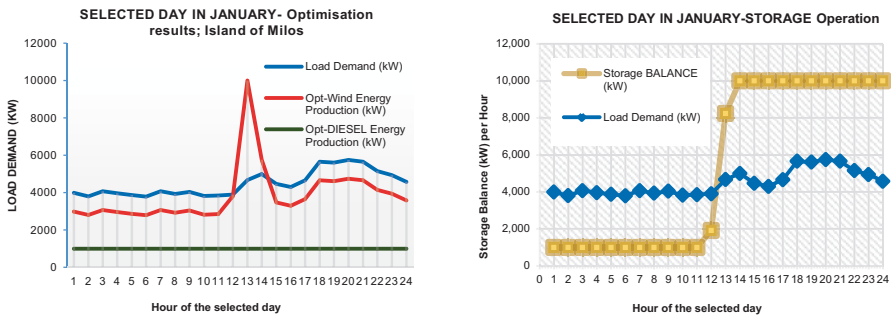 SELECTED DAY IN JANUARY- Optimisation
results; Island of Milos
12000
10000
8000
6000
4000
2000
0
LOAD DEMAND (KW)
Load Demand (kW)
Opt-Wind Energy
Production (kW)
Opt-DIESEL Energy
Production (kW)
1 2 3 4 5 6 7 8 9 10 11 12 13 14 15 16 17 18 19 20 21 22 23 24
Hour of the selected day
SELECTED DAY IN JANUARY-STORAGE Operation
12,000
10,000
8,000
6,000
4,000
2,000
0
Storage Balance (kW) per Hour
Storage BALANCE
(kW)
Load Demand (kW)
0 1 2 3 4 5 6 7 8 9 10 11 12 13 14 15 16 17 18 19 20 21 22 23 24
Hour of the selected day